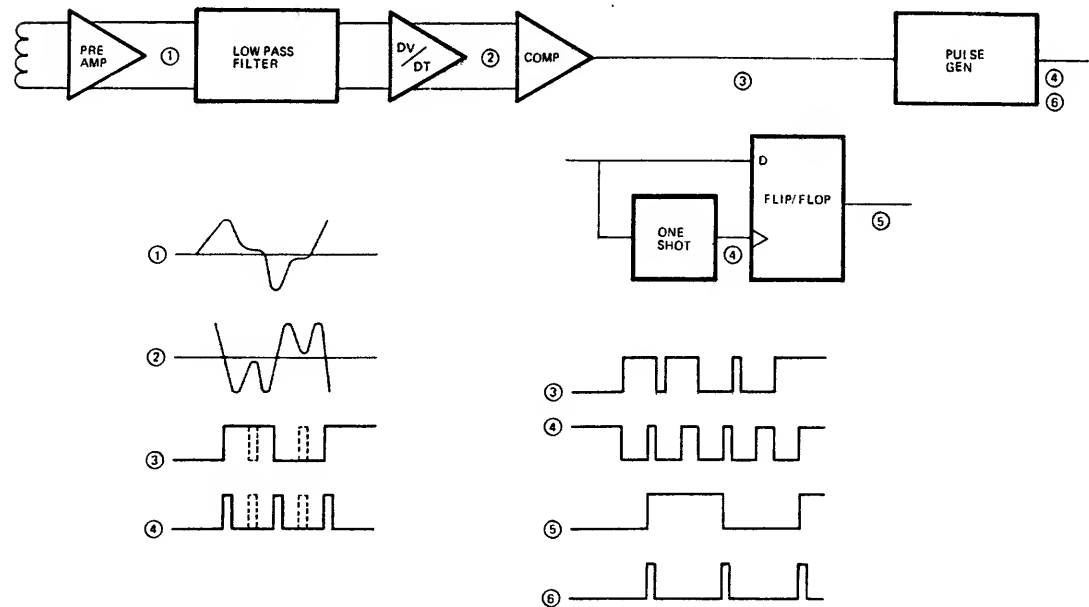 PRE
AMP
①
LOW PASS
FILTER
DV/DT
②
COMP
③
PULSE
GEN
④
⑥
D
FLIP/FLOP
ONE
SHOT
④
⑤
①
②
③
④
③
④
⑤
⑥